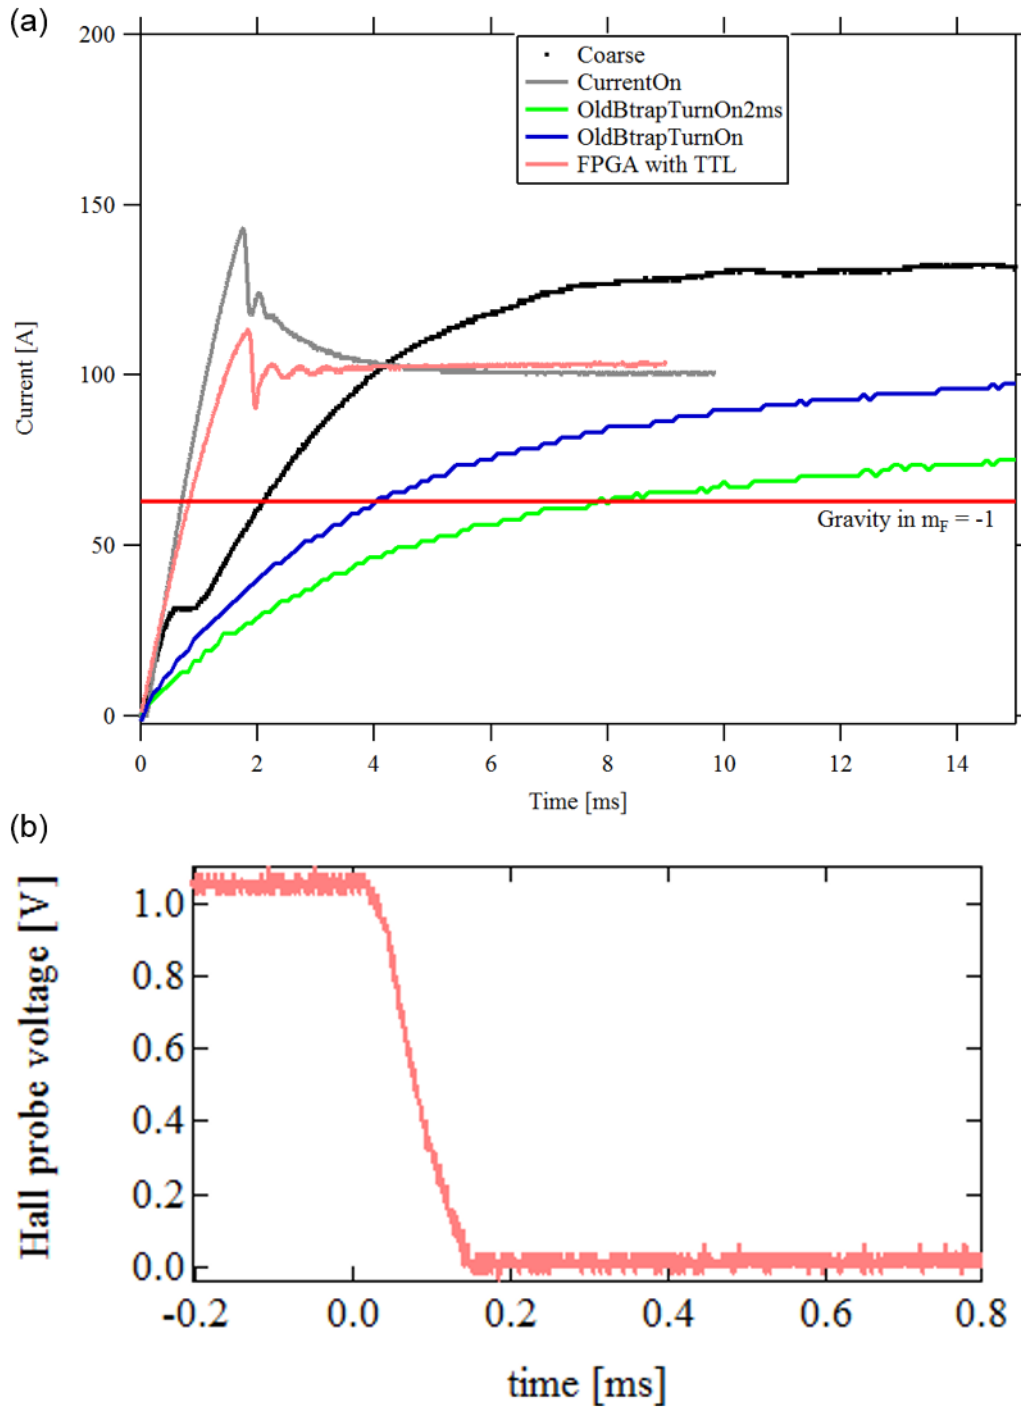 (a)
200
150
100
50
0
Current [A]
Coarse
CurrentOn
OldBtrapTurnOn2ms
OldBtrapTurnOn
FPGA with TTL
Gravity in m_F = -1
0 2 4 6 8 10 12 14
Time [ms]
(b)
1.0
0.8
0.6
0.4
0.2
0.0
Hall probe voltage [V]
-0.2 0.0 0.2 0.4 0.6 0.8
time [ms]